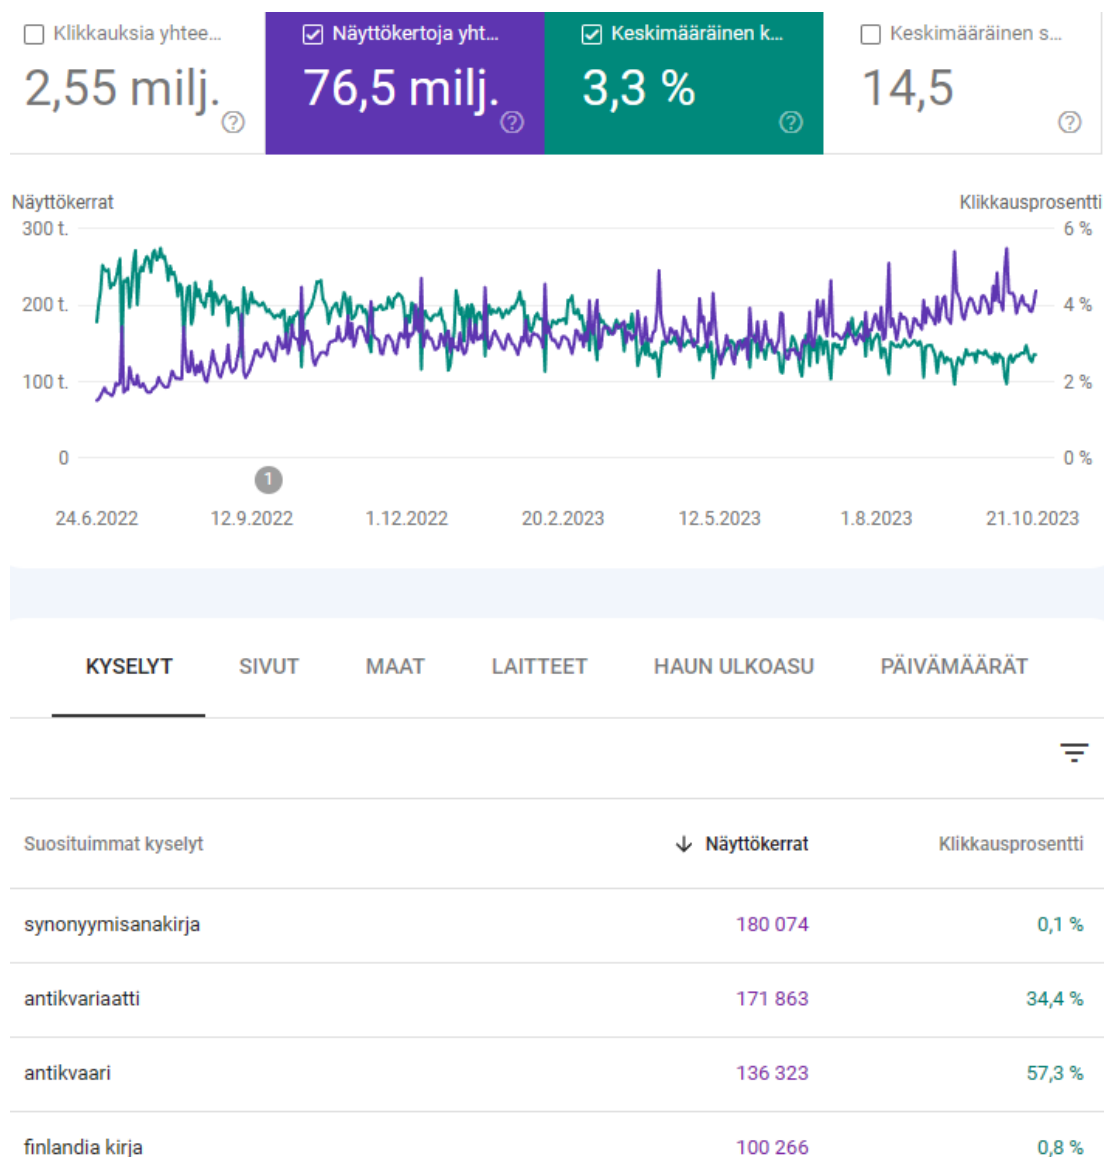 Klikkauksia yhtee... Näyttökertoja yht... Keskimääräinen k... Keskimääräinen s...
2,55 milj. 76,5 milj. 3,3 % 14,5
Näyttökerrat Klikkausprosentti
300 t. 6 %
200 t. 4 %
100 t. 2 %
0 0 %
1
24.6.2022 12.9.2022 1.12.2022 20.2.2023 12.5.2023 1.8.2023 21.10.2023
KYSELYT SIVUT MAAT LAITTEET HAUN ULKOASU PÄIVÄMÄÄRÄT
Suosituimmat kyselyt ↓ Näyttökerrat Klikkausprosentti
synonyymisanakirja 180 074 0,1 %
antikvariaatti 171 863 34,4 %
antikvaari 136 323 57,3 %
finlandia kirja 100 266 0,8 %